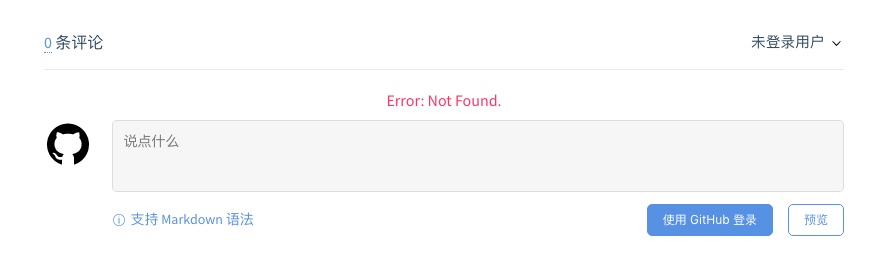 0 条评论
未登录用户
Error: Not Found.
说点什么
支持 Markdown 语法
使用 GitHub 登录
预览